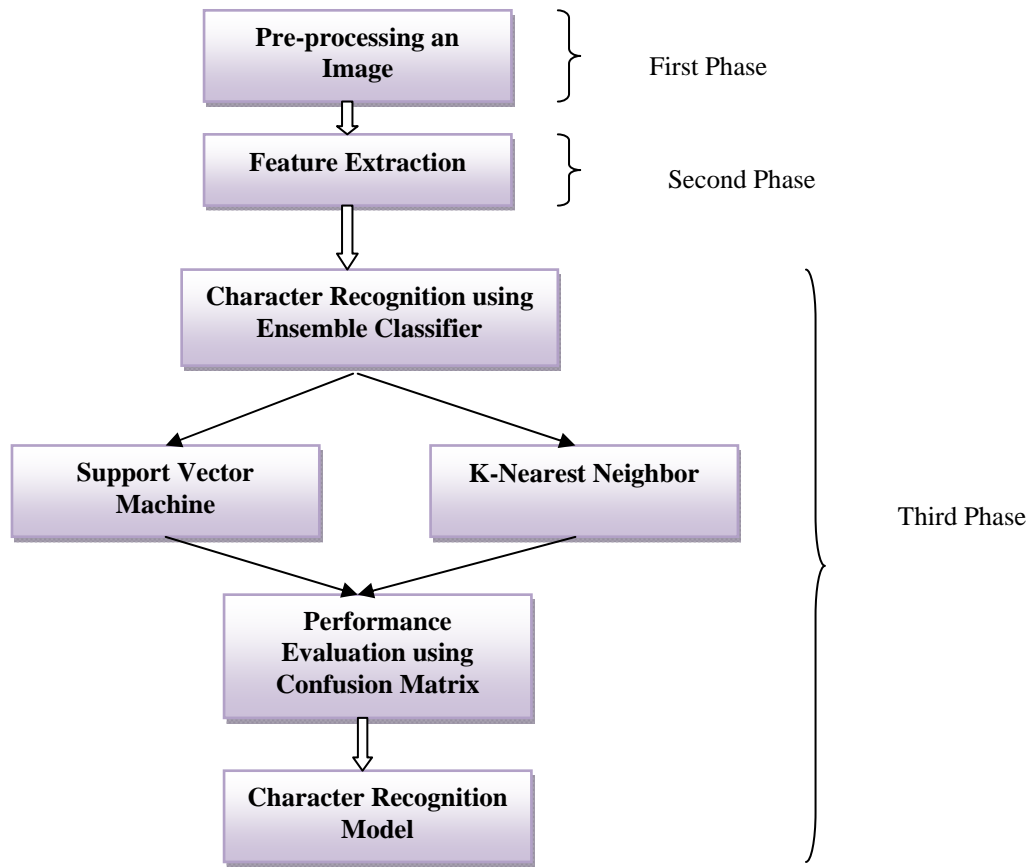 Pre-processing an
Image
First Phase
Feature Extraction
Second Phase
Character Recognition using
Ensemble Classifier
Support Vector
Machine
K-Nearest Neighbor
Third Phase
Performance
Evaluation using
Confusion Matrix
Character Recognition
Model